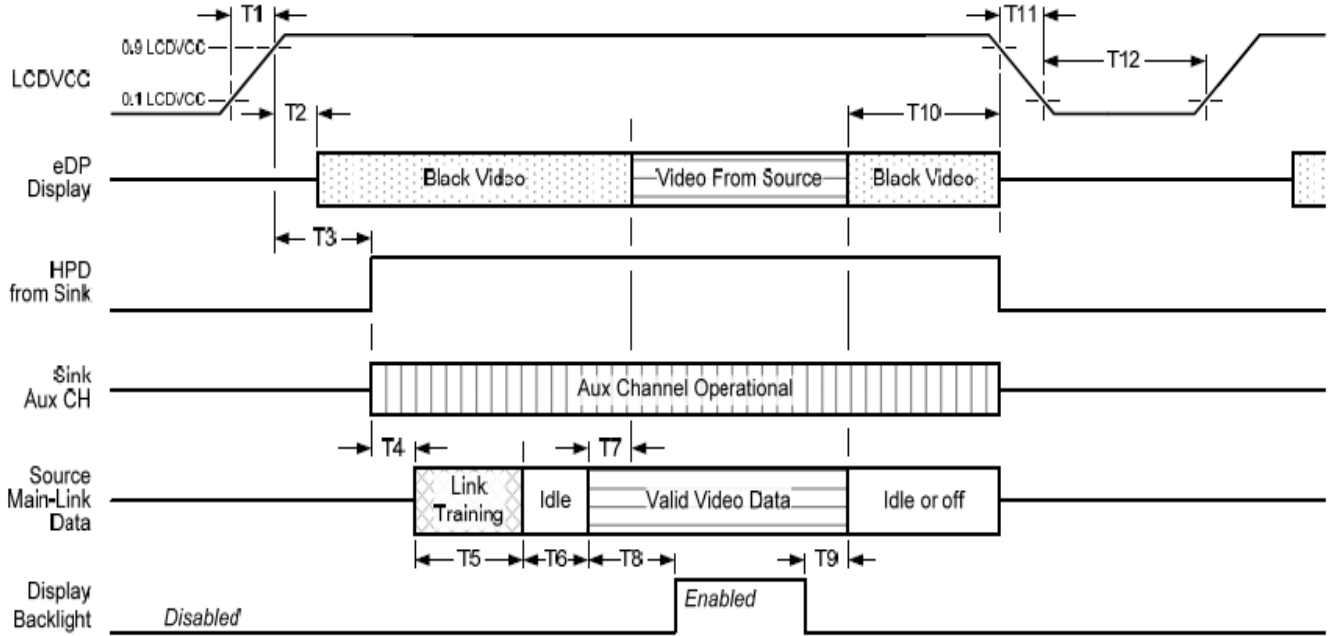 T1
T11
0.9 LCDVCC
LCDVCC
T12
0.1 LCDVCC
T2
T10
eDP
Display
Black Video
Video From Source
Black Video
T3
HPD
from Sink
Sink
Aux CH
Aux Channel Operational
T4
T7
Source
Main-Link
Data
Link
Training
Idle
Valid Video Data
Idle or off
T5
T6
T8
T9
Display
Backlight
Disabled
Enabled